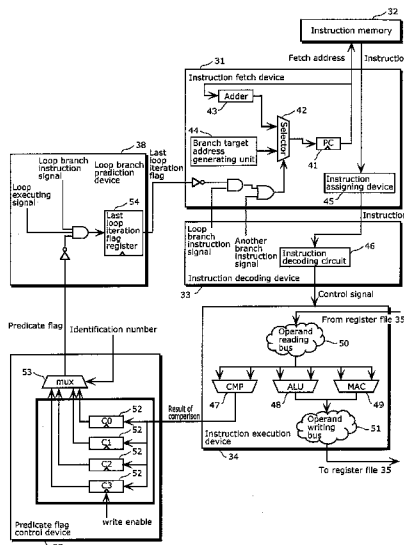 32
Instruction memory
Fetch address
Instructio
31
Instruction fetch device
Adder
43
42
44
Selector
Branch target
address
generating unit
PC
41
Instruction
assigning device
45
38
Loop branch
instruction
signal
Loop branch
prediction
device
Loop
executing
signal
54
Last
loop
iteration
flag
register
Last
loop
iteration
flag
Loop
branch
instruction
signal
Another
branch
instruction
signal
Instruction
Instruction
decoding circuit
46
33
Instruction decoding device
Control signal
From register file 35
Operand
reading
bus
50
CMP
47
ALU
48
MAC
49
Operand
writing
bus
51
Instruction execution
device
34
To register file 35
Predicate flag
Identification number
53
mux
Result of
comparison
52
C0
52
C1
52
C2
52
C3
write enable
Predicate flag
control device